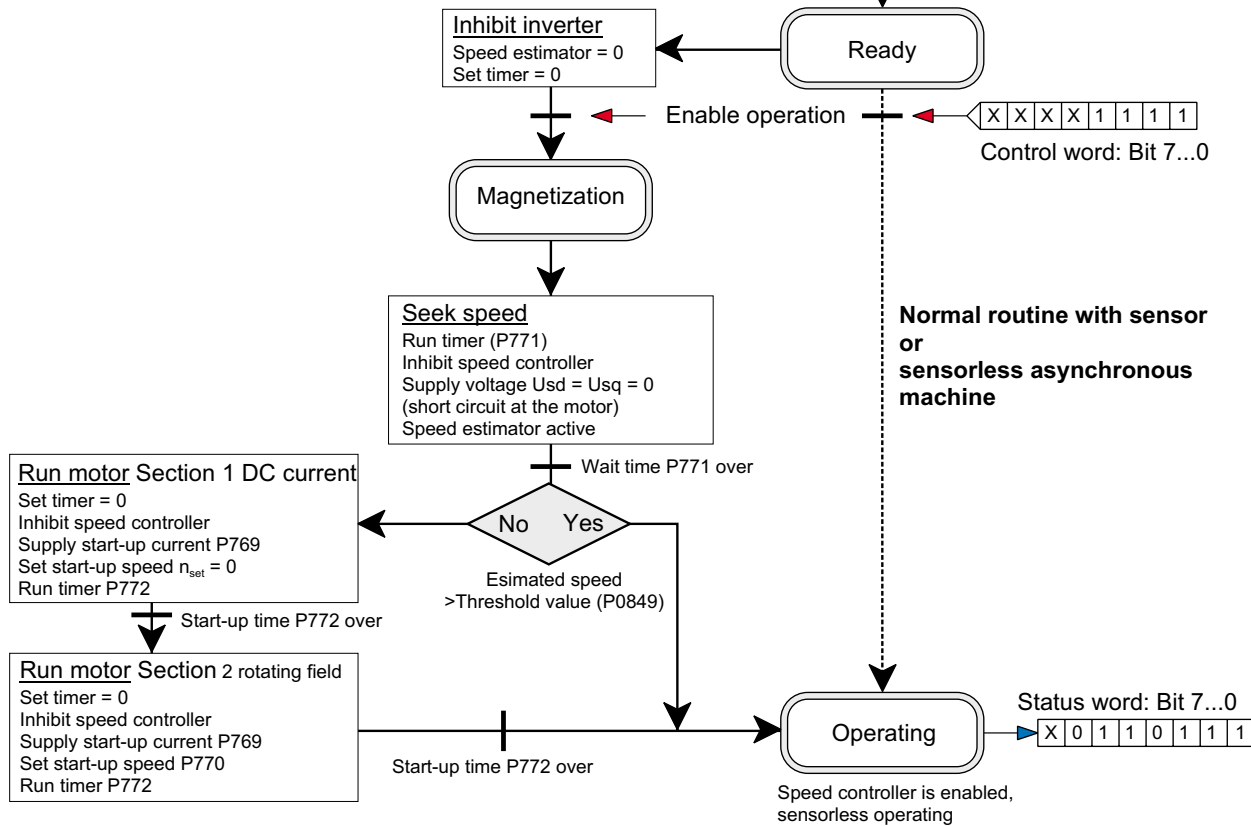 Inhibit inverter
Speed estimator = 0
Set timer = 0
Ready
Enable operation
X X X X 1 1 1 1
Control word: Bit 7...0
Magnetization
Seek speed
Run timer (P771)
Inhibit speed controller
Supply voltage Usd = Usq = 0
(short circuit at the motor)
Speed estimator active
Normal routine with sensor
or
sensorless asynchronous
machine
Wait time P771 over
No Yes
Esimated speed
>Threshold value (P0849)
Run motor Section 1 DC current
Set timer = 0
Inhibit speed controller
Supply start-up current P769
Set start-up speed nset = 0
Run timer P772
Start-up time P772 over
Run motor Section 2 rotating field
Set timer = 0
Inhibit speed controller
Supply start-up current P769
Set start-up speed P770
Run timer P772
Start-up time P772 over
Operating
Status word: Bit 7...0
X 0 1 1 0 1 1 1
Speed controller is enabled,
sensorless operating